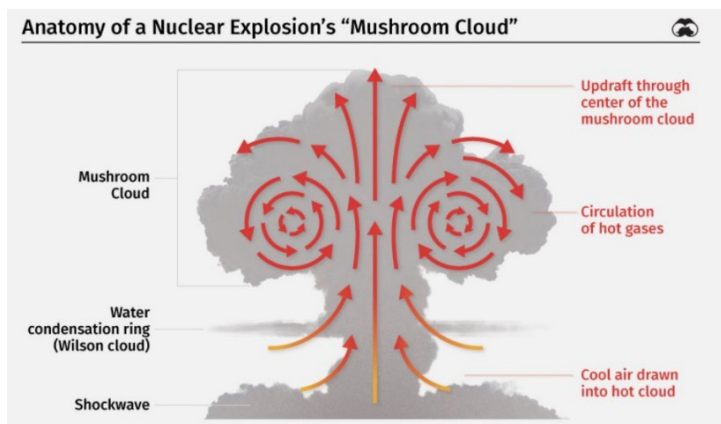 Anatomy of a Nuclear Explosion’s “Mushroom Cloud”
Updraft through
center of the
mushroom cloud
Mushroom
Cloud
Circulation
of hot gases
Water
condensation ring
(Wilson cloud)
Cool air drawn
into hot cloud
Shockwave